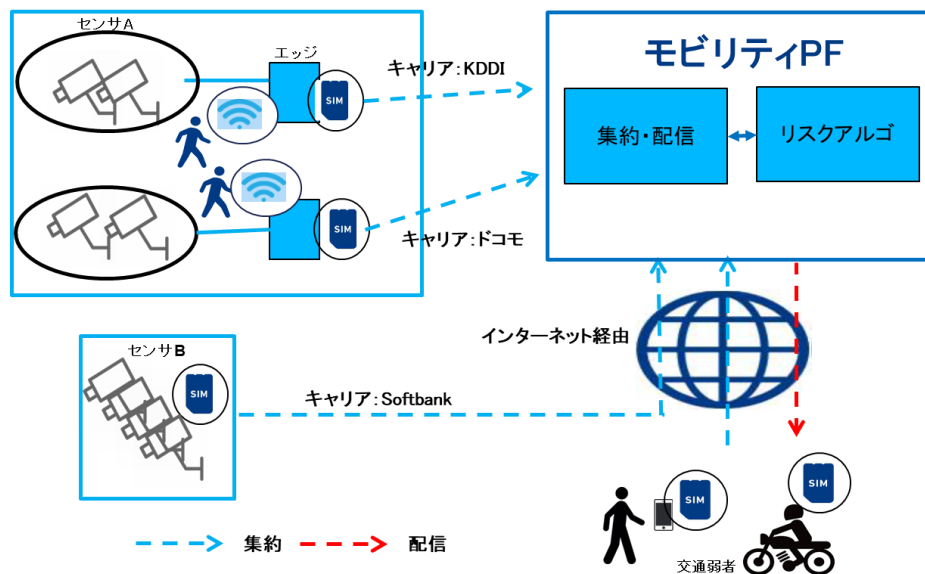 センサA
エッジ
SIM
キャリア:KDDI
モビリティPF
集約・配信
リスクアルゴ
SIM
キャリア:ドコモ
インターネット経由
センサB
SIM
キャリア:Softbank
SIM
SIM
交通弱者
集約
配信